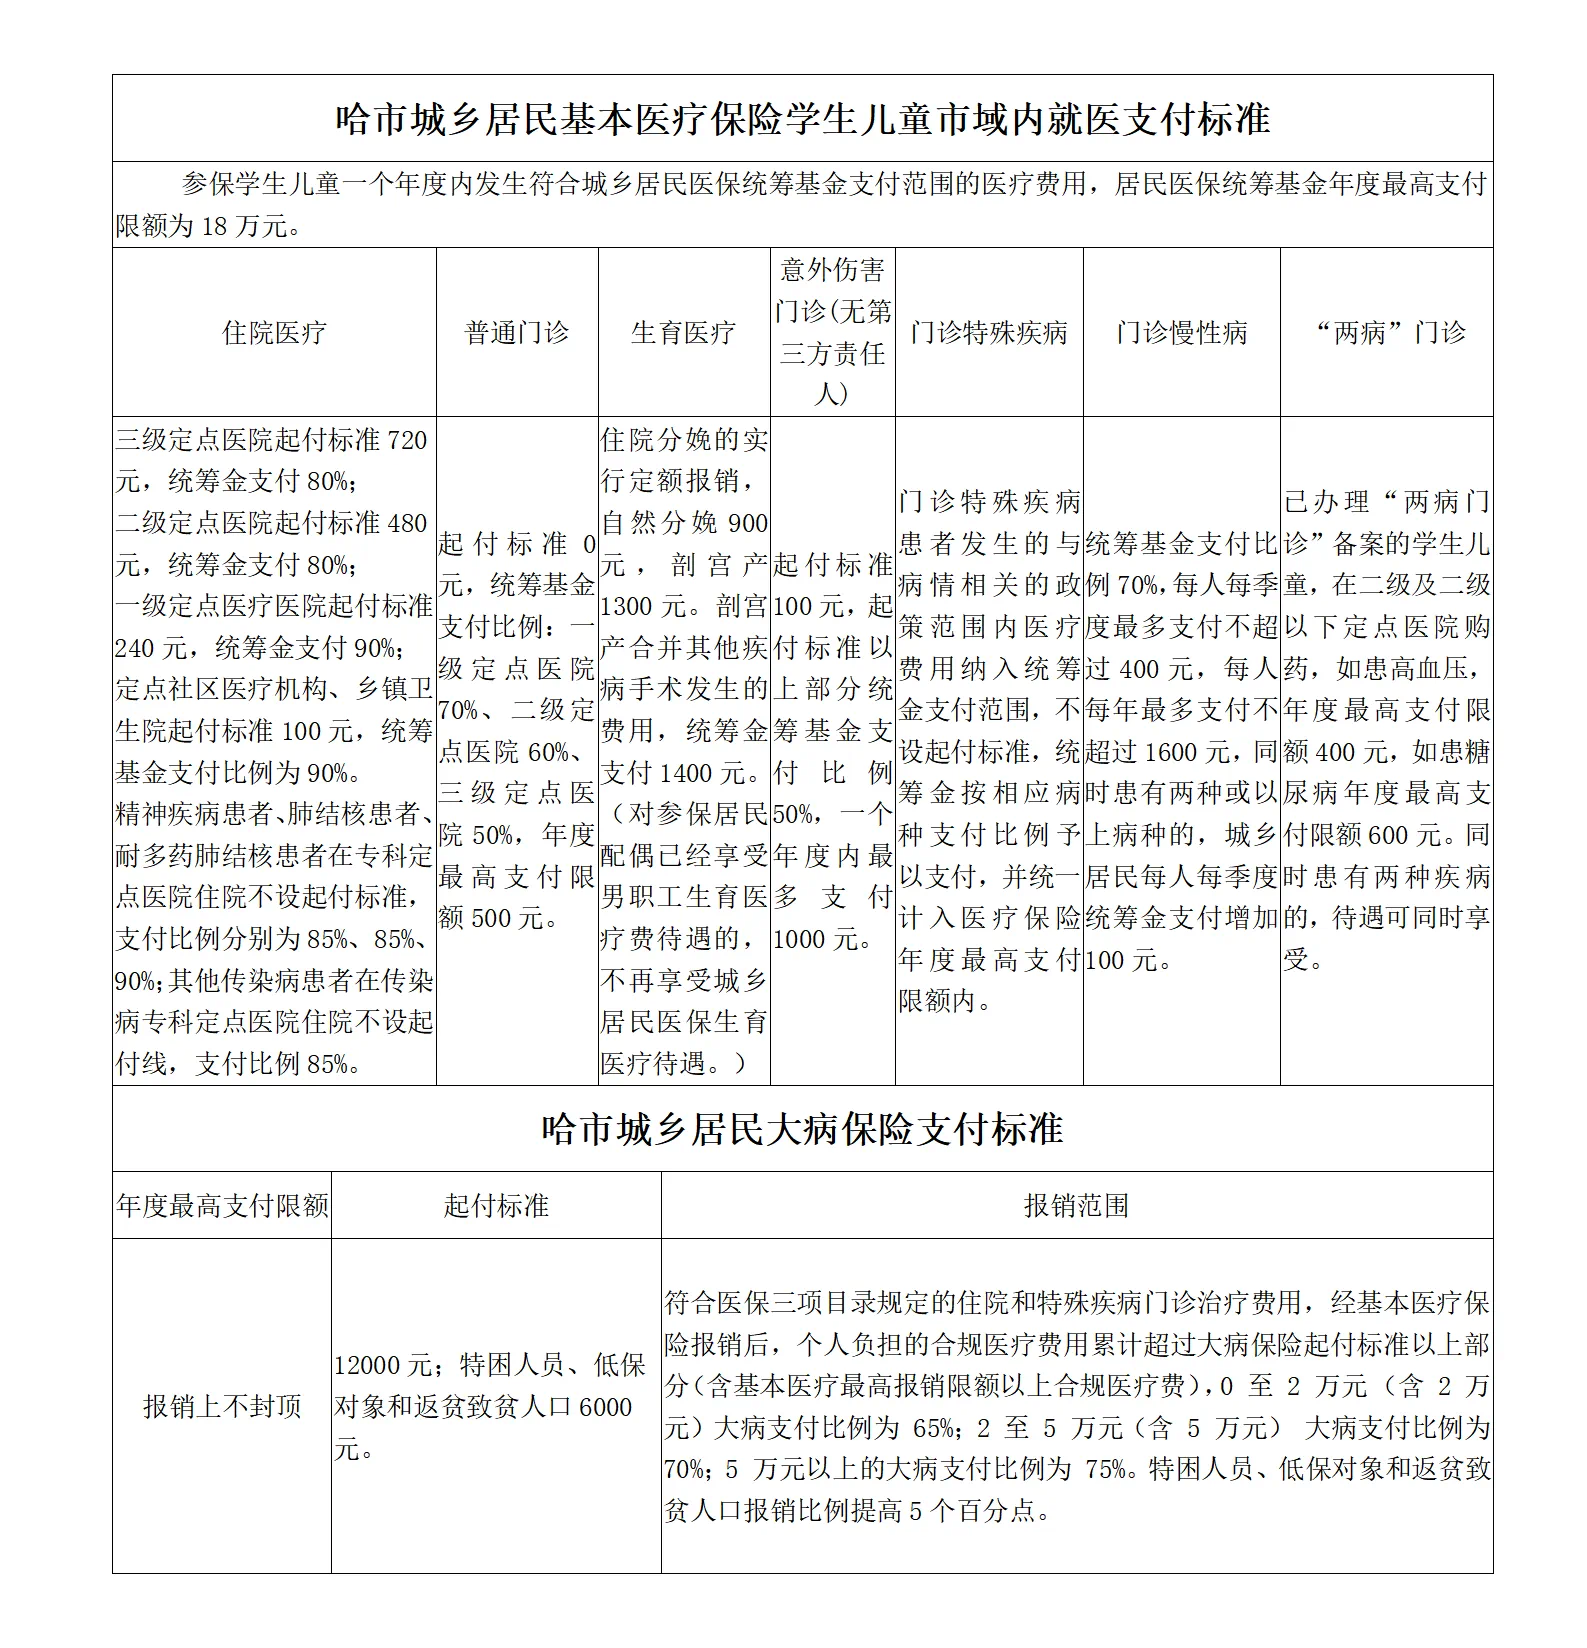 哈市城乡居民基本医疗保险学生儿童市域内就医支付标准
参保学生儿童一个年度内发生符合城乡居民医保统筹基金支付范围的医疗费用，居民医保统筹基金年度最高支付
限额为 18 万元。
住院医疗
普通门诊
生育医疗
意外伤害
门诊(无第
三方责任
人)
门诊特殊疾病
门诊慢性病
“两病”门诊
三级定点医院起付标准 720
元，统筹金支付 80%；
二级定点医院起付标准 480
元，统筹金支付 80%；
一级定点医疗医院起付标准
240 元，统筹金支付 90%；
定点社区医疗机构、乡镇卫
生院起付标准 100 元，统筹
基金支付比例为 90%。
精神疾病患者、肺结核患者、
耐多药肺结核患者在专科定
点医院住院不设起付标准，
支付比例分别为 85%、85%、
90%；其他传染病患者在传染
病专科定点医院住院不设起
付线，支付比例 85%。
起付标准 0
元，统筹基金
支付比例：一
级定点医院
70%、二级定
点医院 60%、
三级定点医
院 50%，年度
最高支付限
额 500 元。
住院分娩的实
行定额报销，
自然分娩 900
元，剖宫产
1300 元。剖宫
产合并其他疾
病手术发生的
费用，统筹金
支付 1400 元。
（对参保居民
配偶已经享受
男职工生育医
疗费待遇的，
不再享受城乡
居民医保生育
医疗待遇。）
起付标准
100 元，起
付标准以
上部分统
筹基金支
付比例
50%，一个
年度内最
多支付
1000 元。
门诊特殊疾病
患者发生的与
病情相关的政
策范围内医疗
费用纳入统筹
金支付范围，不
设起付标准，统
筹金按相应病
种支付比例予
以支付，并统一
计入医疗保险
年度最高支付
限额内。
统筹基金支付比
例 70%，每人每季
度最多支付不超
过 400 元，每人
每年最多支付不
超过 1600 元，同
时患有两种或以
上病种的，城乡
居民每人每季度
统筹金支付增加
100 元。
已办理“两病门
诊”备案的学生儿
童，在二级及二级
以下定点医院购
药，如患高血压，
年度最高支付限
额 400 元，如患糖
尿病年度最高支
付限额 600 元。同
时患有两种疾病
的，待遇可同时享
受。
哈市城乡居民大病保险支付标准
年度最高支付限额
起付标准
报销范围
报销上不封顶
12000 元；特困人员、低保
对象和返贫致贫人口 6000
元。
符合医保三项目录规定的住院和特殊疾病门诊治疗费用，经基本医疗保
险报销后，个人负担的合规医疗费用累计超过大病保险起付标准以上部
分（含基本医疗最高报销限额以上合规医疗费），0 至 2 万元（含 2 万
元）大病支付比例为 65%；2 至 5 万元（含 5 万元） 大病支付比例为
70%；5 万元以上的大病支付比例为 75%。特困人员、低保对象和返贫致
贫人口报销比例提高 5 个百分点。